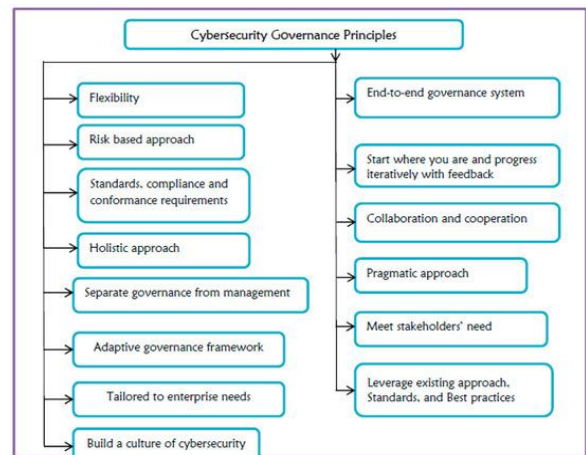 Cybersecurity Governance Principles
Flexibility
Risk based approach
Standards, compliance and
conformance requirements
Holistic approach
Separate governance from management
Adaptive governance framework
Tailored to enterprise needs
Build a culture of cybersecurity
End-to-end governance system
Start where you are and progress
iteratively with feedback
Collaboration and cooperation
Pragmatic approach
Meet stakeholders' need
Leverage existing approach,
Standards, and Best practices